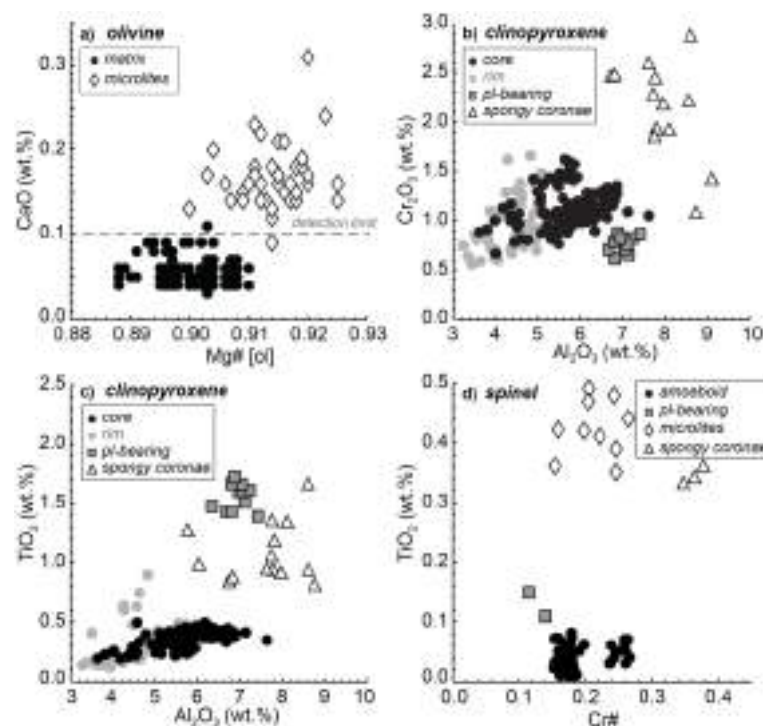 a) olivine
matrix
microlites
0.3
0.2
0.1
0.0
CaO (wt.%)
detection limit
0.88 0.89 0.90 0.91 0.92 0.93
Mg# [ol]
b) clinopyroxene
core
rim
pl-bearing
spongy coronae
3.0
2.5
2.0
1.5
1.0
0.5
0.0
Cr2O3 (wt.%)
3 4 5 6 7 8 9 10
Al2O3 (wt.%)
c) clinopyroxene
core
rim
pl-bearing
spongy coronae
2.5
2.0
1.5
1.0
0.5
0.0
TiO2 (wt.%)
3 4 5 6 7 8 9 10
Al2O3 (wt.%)
d) spinel
amoeboid
pl-bearing
microlites
spongy coronae
0.5
0.4
0.3
0.2
0.1
0.0
TiO2 (wt.%)
0.0 0.1 0.2 0.3 0.4
Cr#